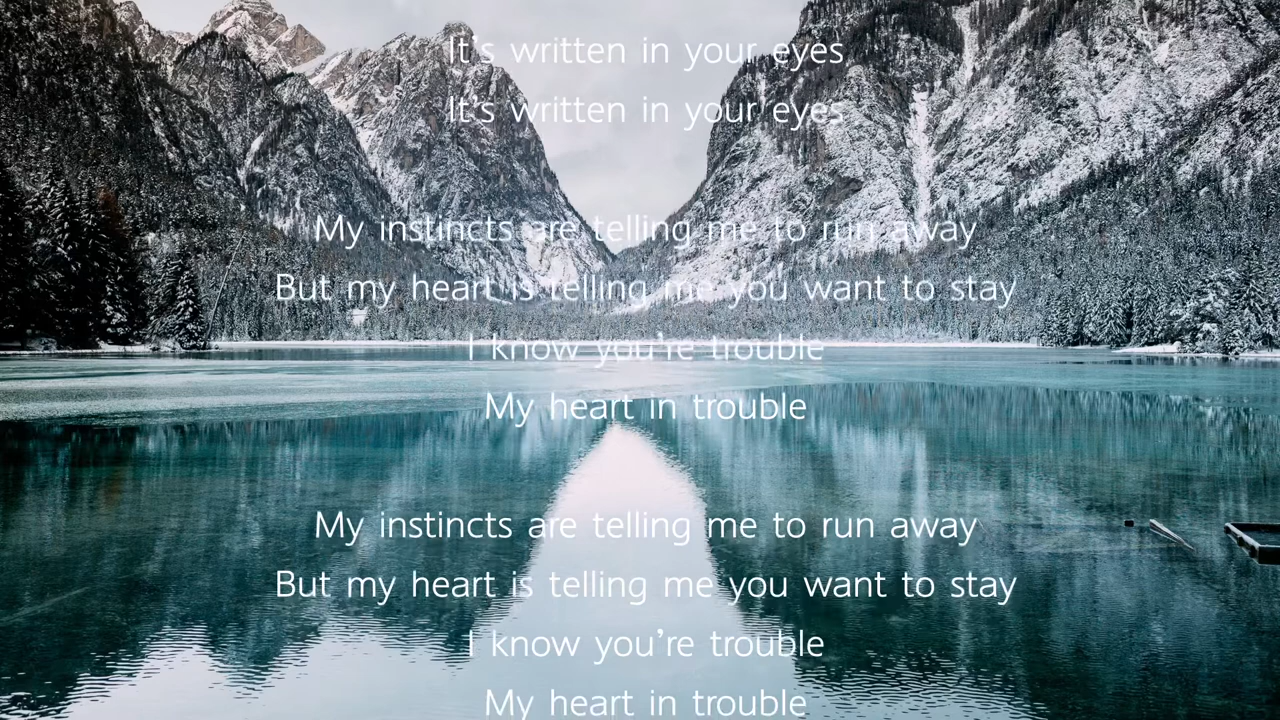 It's written in your eyes
It's written in your eyes
My instincts are telling me to run away
But my heart is telling me you want to stay
I know you're trouble
My heart in trouble
My instincts are telling me to run away
But my heart is telling me you want to stay
I know you're trouble
My heart in trouble